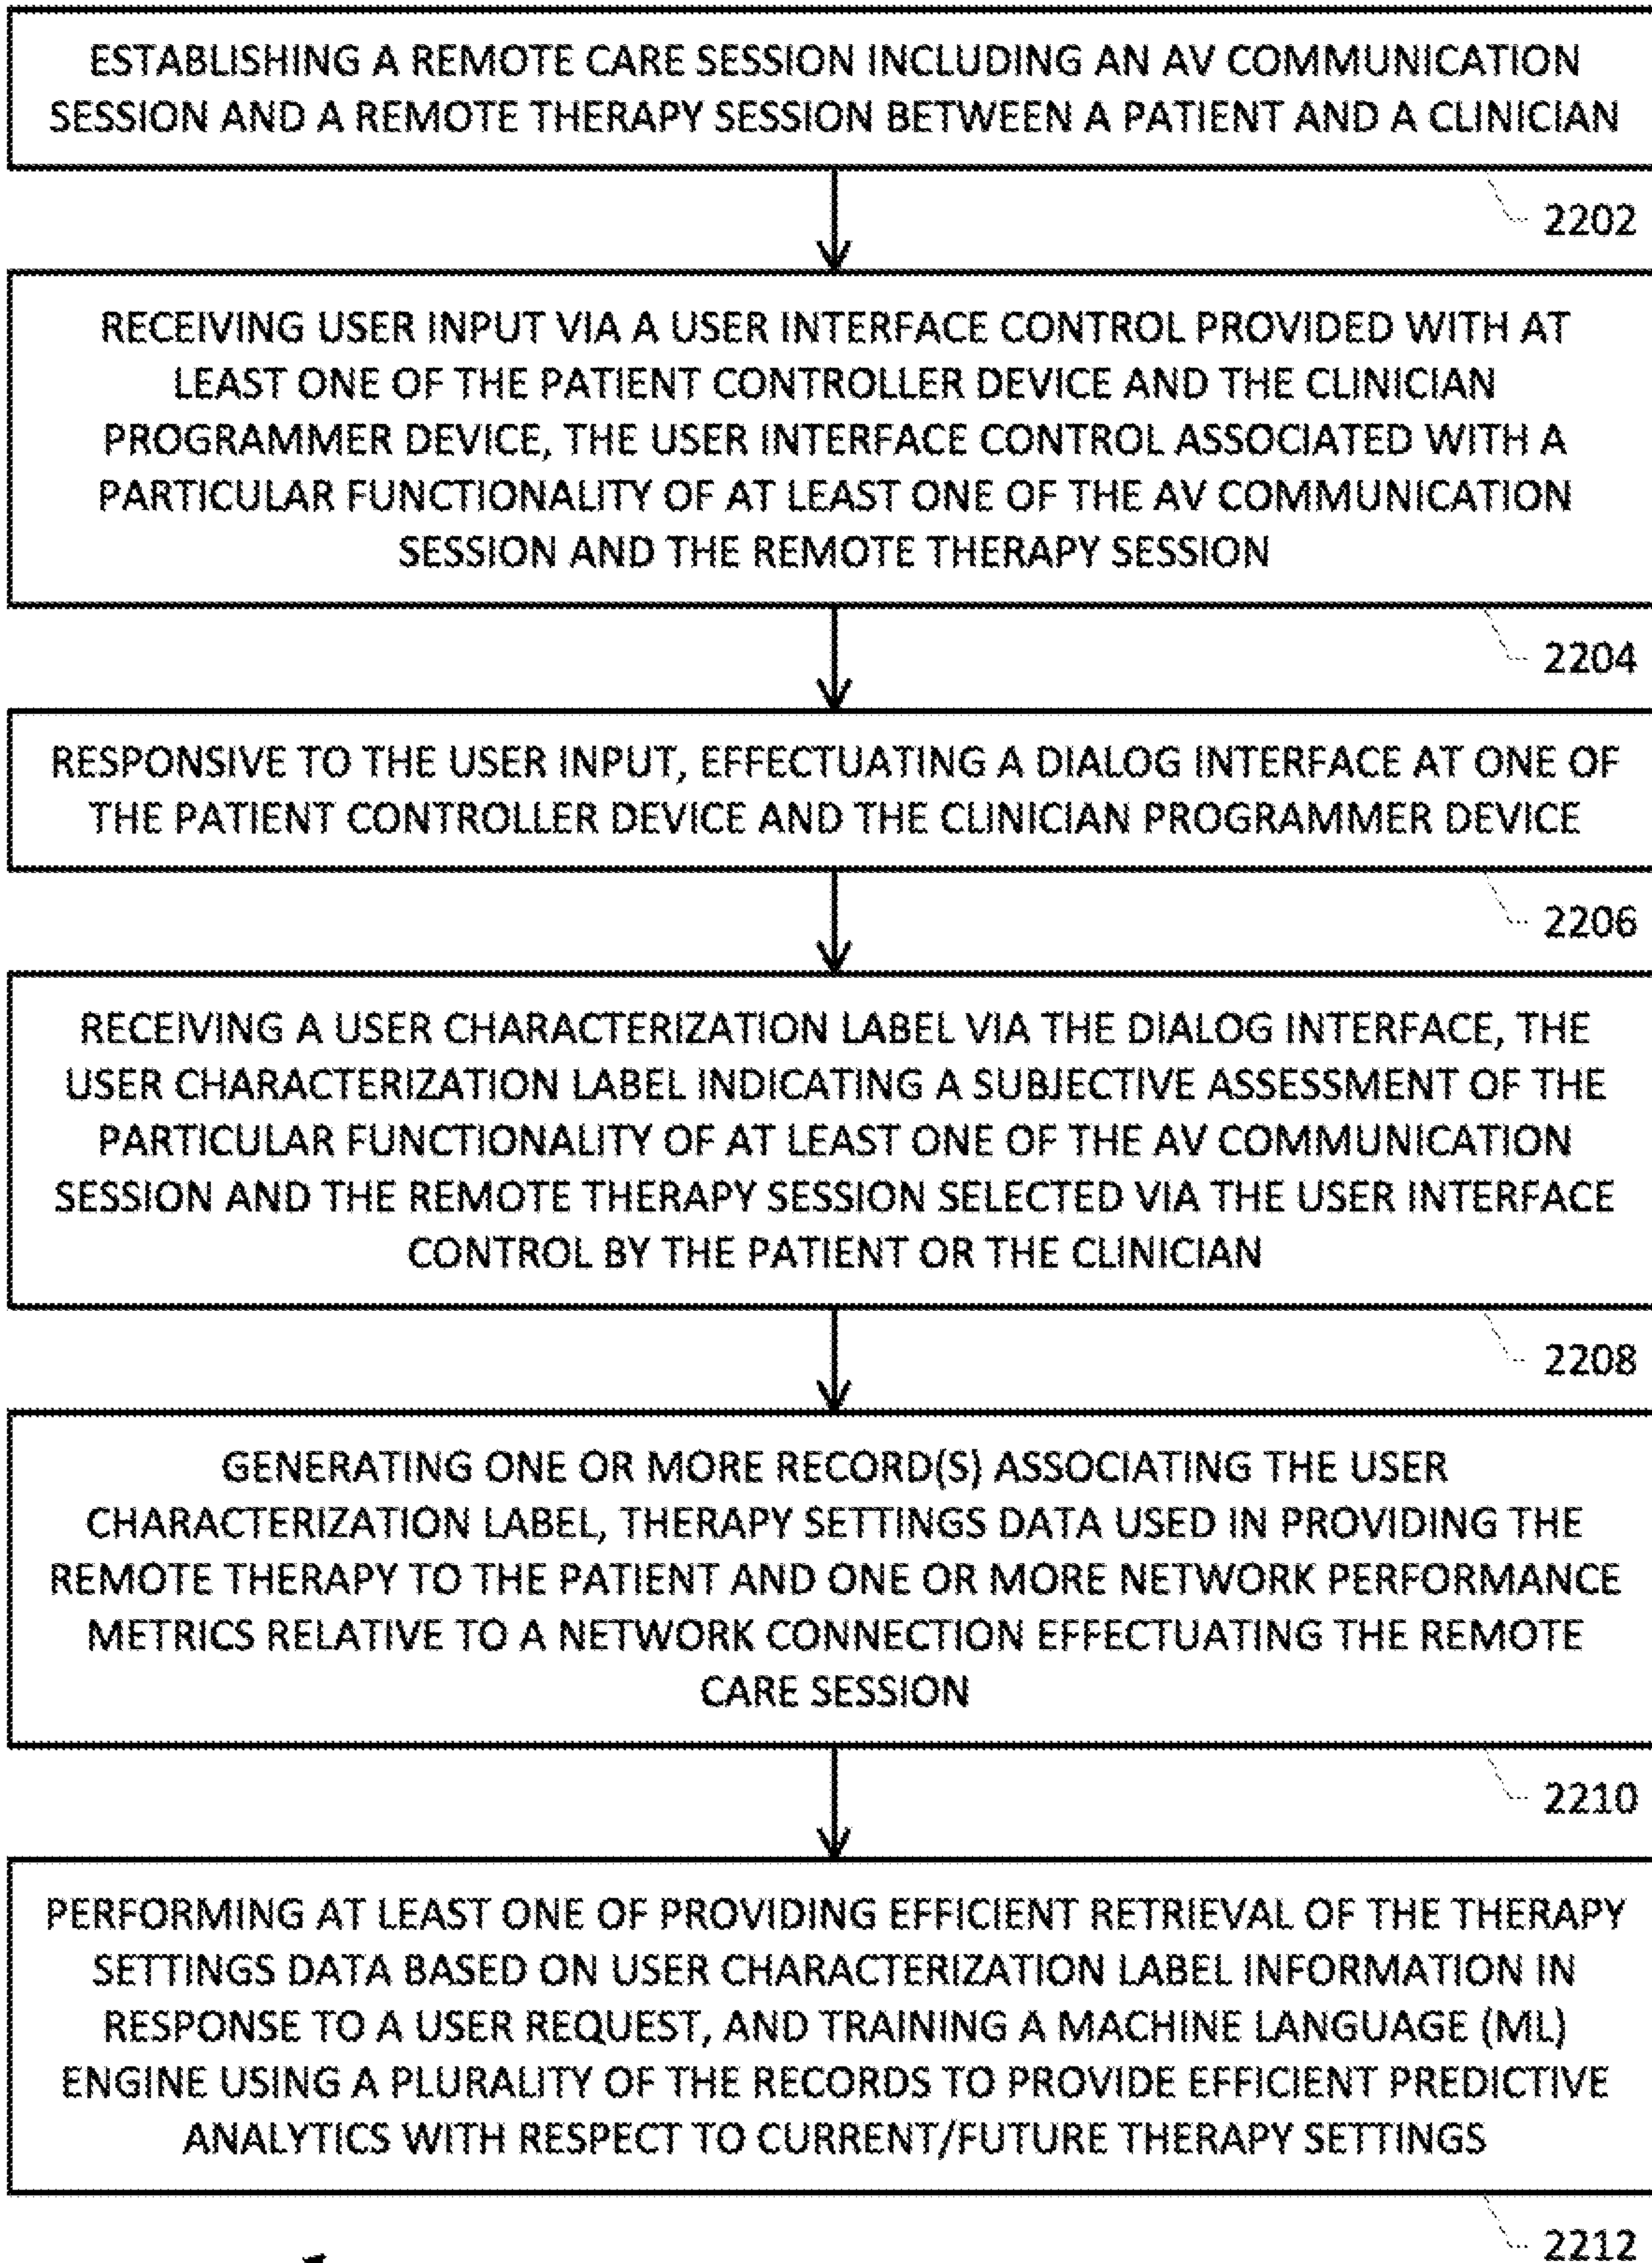 ESTABLISHING A REMOTE CARE SESSION INCLUDING AN AV COMMUNICATION
SESSION AND A REMOTE THERAPY SESSION BETWEEN A PATIENT AND A CLINICIAN
2202
RECEIVING USER INPUT VIA A USER INTERFACE CONTROL PROVIDED WITH AT
LEAST ONE OF THE PATIENT CONTROLLER DEVICE AND THE CLINICIAN
PROGRAMMER DEVICE, THE USER INTERFACE CONTROL ASSOCIATED WITH A
PARTICULAR FUNCTIONALITY OF AT LEAST ONE OF THE AV COMMUNICATION
SESSION AND THE REMOTE THERAPY SESSION
2204
RESPONSIVE TO THE USER INPUT, EFFECTUATING A DIALOG INTERFACE AT ONE OF
THE PATIENT CONTROLLER DEVICE AND THE CLINICIAN PROGRAMMER DEVICE
2206
RECEIVING A USER CHARACTERIZATION LABEL VIA THE DIALOG INTERFACE, THE
USER CHARACTERIZATION LABEL INDICATING A SUBJECTIVE ASSESSMENT OF THE
PARTICULAR FUNCTIONALITY OF AT LEAST ONE OF THE AV COMMUNICATION
SESSION AND THE REMOTE THERAPY SESSION SELECTED VIA THE USER INTERFACE
CONTROL BY THE PATIENT OR THE CLINICIAN
2208
GENERATING ONE OR MORE RECORD(S) ASSOCIATING THE USER
CHARACTERIZATION LABEL, THERAPY SETTINGS DATA USED IN PROVIDING THE
REMOTE THERAPY TO THE PATIENT AND ONE OR MORE NETWORK PERFORMANCE
METRICS RELATIVE TO A NETWORK CONNECTION EFFECTUATING THE REMOTE
CARE SESSION
2210
PERFORMING AT LEAST ONE OF PROVIDING EFFICIENT RETRIEVAL OF THE THERAPY
SETTINGS DATA BASED ON USER CHARACTERIZATION LABEL INFORMATION IN
RESPONSE TO A USER REQUEST, AND TRAINING A MACHINE LANGUAGE (ML)
ENGINE USING A PLURALITY OF THE RECORDS TO PROVIDE EFFICIENT PREDICTIVE
ANALYTICS WITH RESPECT TO CURRENT/FUTURE THERAPY SETTINGS
2212